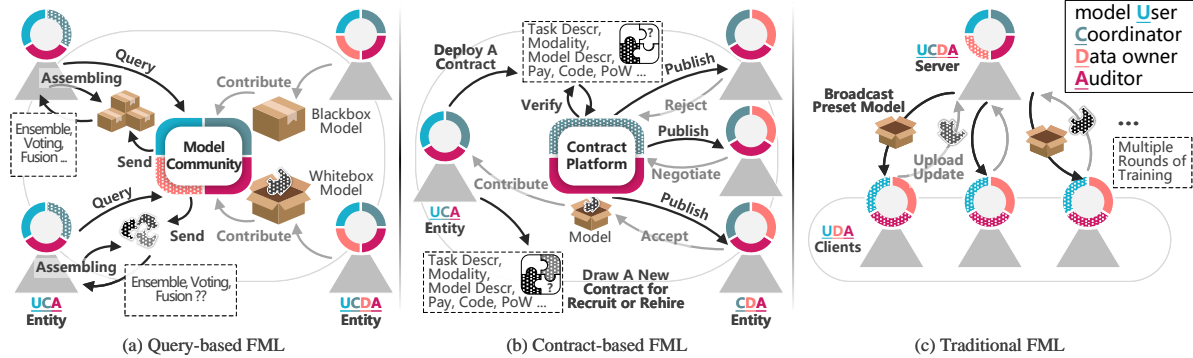 Query
Assembling
Contribute
Blackbox
Model
Ensemble,
Voting,
Fusion ...
Send
Model
Community
Whitebox
Model
Query
Send
Contribute
Assembling
Ensemble, Voting,
Fusion ??
UCA
Entity
UCDA
Entity
(a) Query-based FML
Deploy A
Contract
Task Descr,
Modality,
Model Descr,
Pay, Code, PoW ...
?
Publish
Verify
Reject
Contract
Platform
Publish
Negotiate
Contribute
UCA
Entity
Model
Publish
Accept
Task Descr,
Modality,
Model Descr,
Pay, Code, PoW ...
?
Draw A New
Contract for
Recruit or Rehire
CDA
Entity
(b) Contract-based FML
model User
Coordinator
Data owner
Auditor
UCDA
Server
Broadcast
Preset Model
...
Upload
Update
Multiple
Rounds of
Training
UDA
Clients
(c) Traditional FML